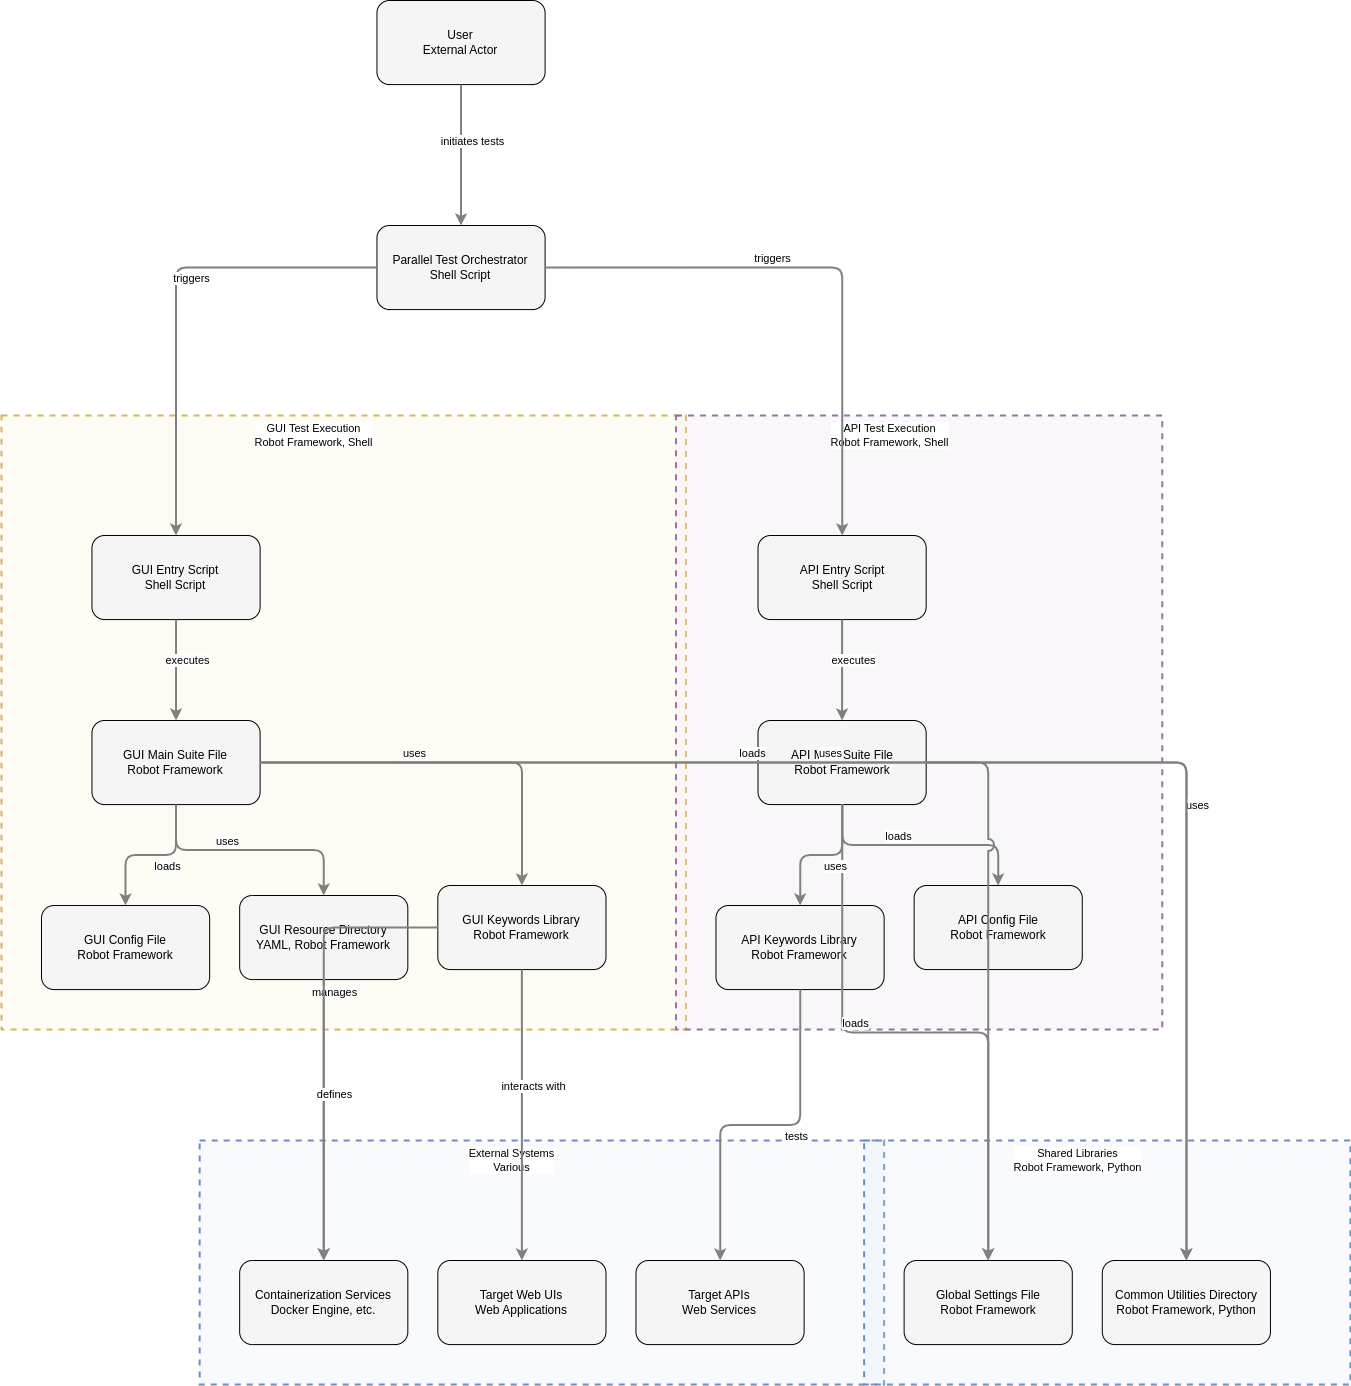 User
External Actor
initiates tests
Parallel Test Orchestrator
Shell Script
triggers
triggers
GUI Test Execution
Robot Framework, Shell
API Test Execution
Robot Framework, Shell
GUI Entry Script
Shell Script
API Entry Script
Shell Script
executes
executes
GUI Main Suite File
Robot Framework
uses
loads
uses
API Main Suite File
Robot Framework
uses
uses
loads
loads
uses
GUI Config File
Robot Framework
GUI Resource Directory
YAML, Robot Framework
GUI Keywords Library
Robot Framework
API Keywords Library
Robot Framework
API Config File
Robot Framework
manages
loads
defines
interacts with
tests
External Systems
Various
Shared Libraries
Robot Framework, Python
Containerization Services
Docker Engine, etc.
Target Web UIs
Web Applications
Target APIs
Web Services
Global Settings File
Robot Framework
Common Utilities Directory
Robot Framework, Python